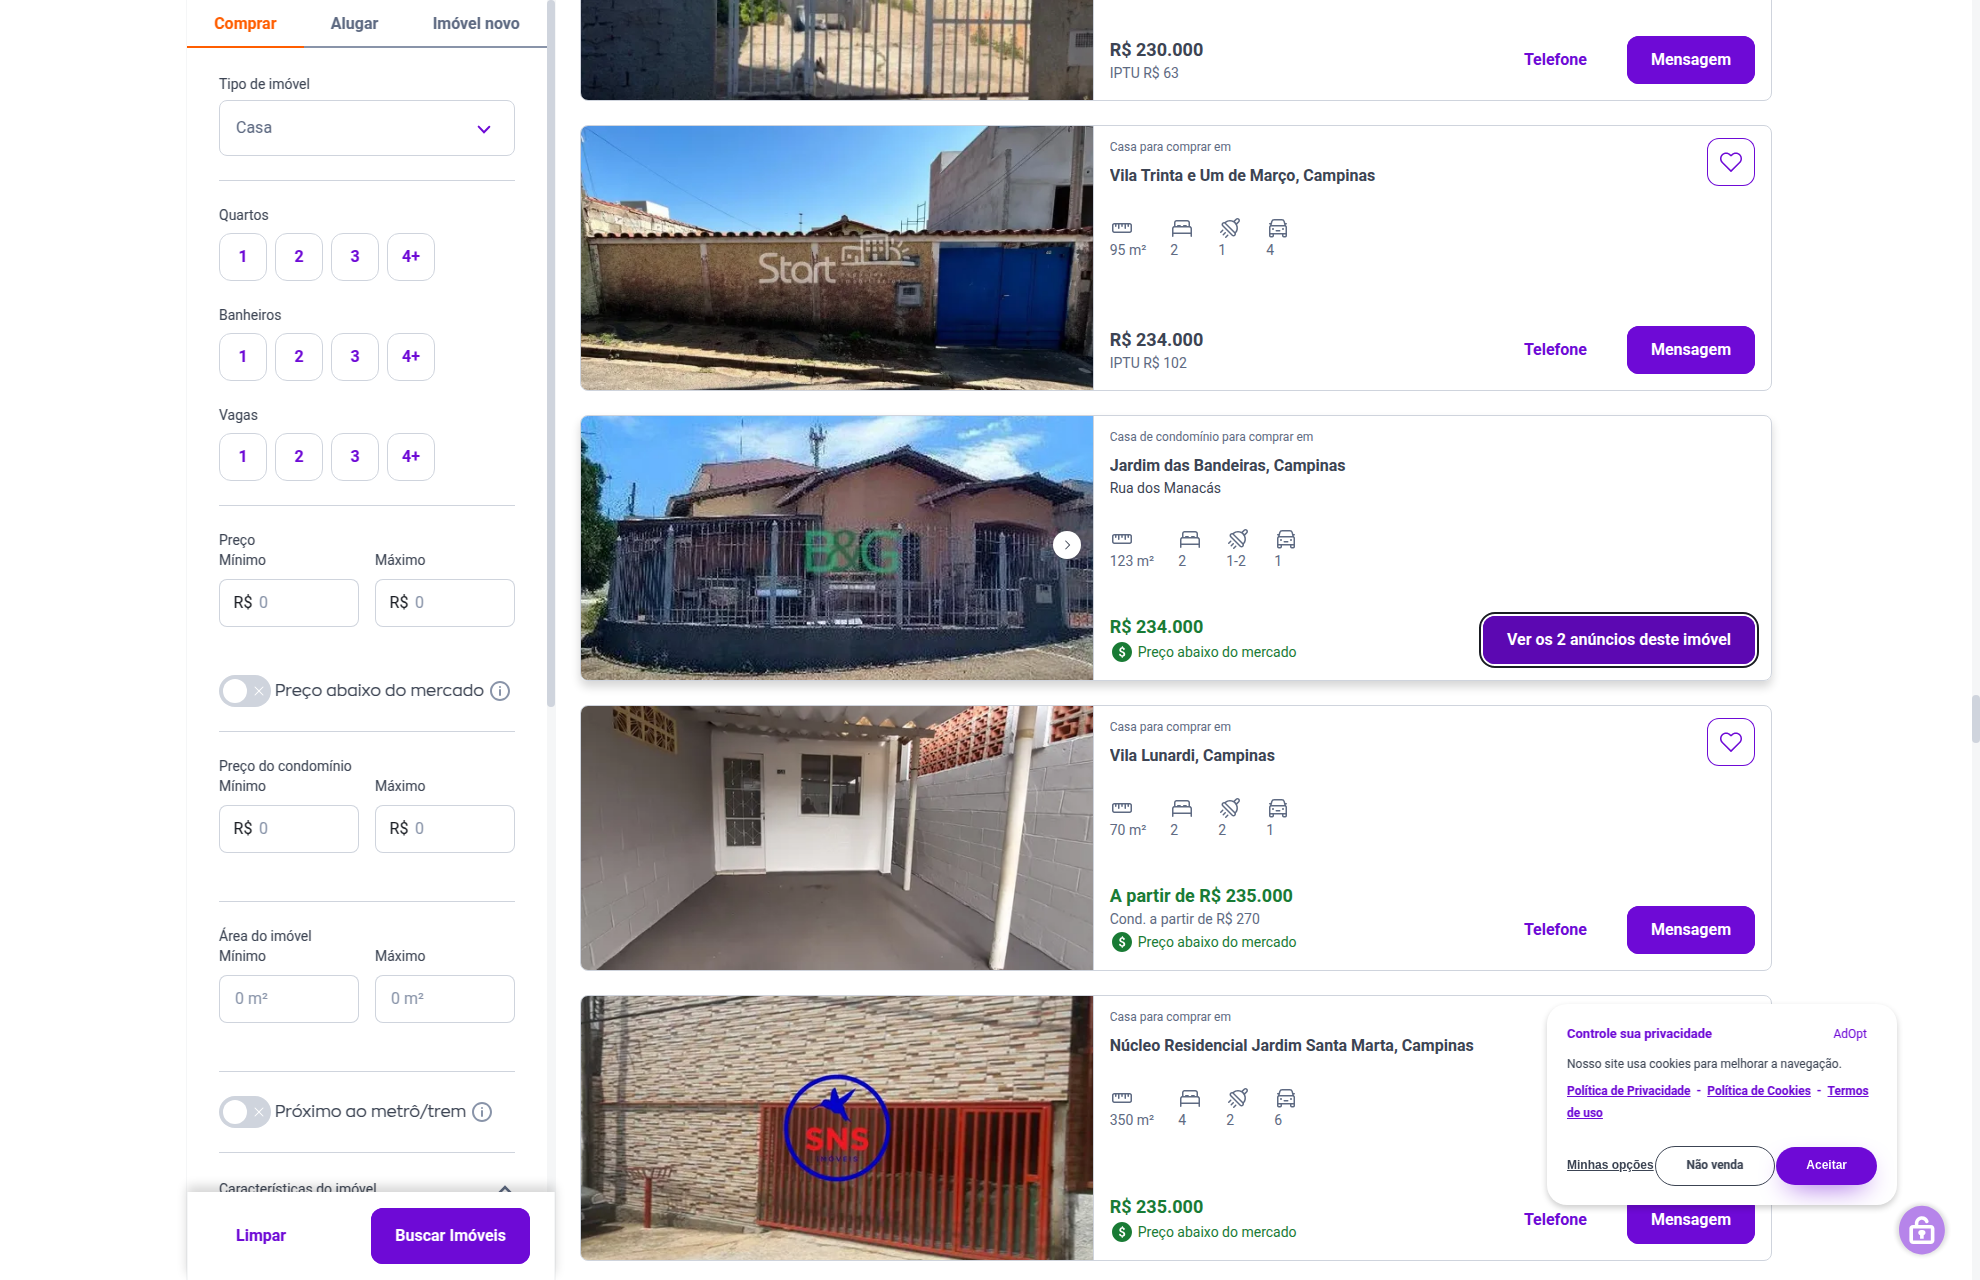 Comprar
Alugar
Imóvel novo
Tipo de imóvel
Casa
Quartos
1
2
3
4+
Banheiros
1
2
3
4+
Vagas
1
2
3
4+
Preço
Mínimo
Máximo
R$ 0
R$ 0
Preço abaixo do mercado
Preço do condomínio
Mínimo
Máximo
R$ 0
R$ 0
Área do imóvel
Mínimo
Máximo
0 m²
0 m²
Próximo ao metrô/trem
Características do imóvel
Limpar
Buscar Imóveis
R$ 230.000
IPTU R$ 63
Telefone
Mensagem
Start
Casa para comprar em
Vila Trinta e Um de Março, Campinas
95 m²
2
1
4
R$ 234.000
IPTU R$ 102
Telefone
Mensagem
B&G
Casa de condomínio para comprar em
Jardim das Bandeiras, Campinas
Rua dos Manacás
123 m²
2
1-2
1
R$ 234.000
Preço abaixo do mercado
Ver os 2 anúncios deste imóvel
Casa para comprar em
Vila Lunardi, Campinas
70 m²
2
2
1
A partir de R$ 235.000
Cond. a partir de R$ 270
Preço abaixo do mercado
Telefone
Mensagem
SNS
Casa para comprar em
Núcleo Residencial Jardim Santa Marta, Campinas
350 m²
4
2
6
R$ 235.000
Preço abaixo do mercado
Telefone
Mensagem
Controle sua privacidade
AdOpt
Nosso site usa cookies para melhorar a navegação.
Política de Privacidade - Política de Cookies - Termos
de uso
Minhas opções
Não venda
Aceitar